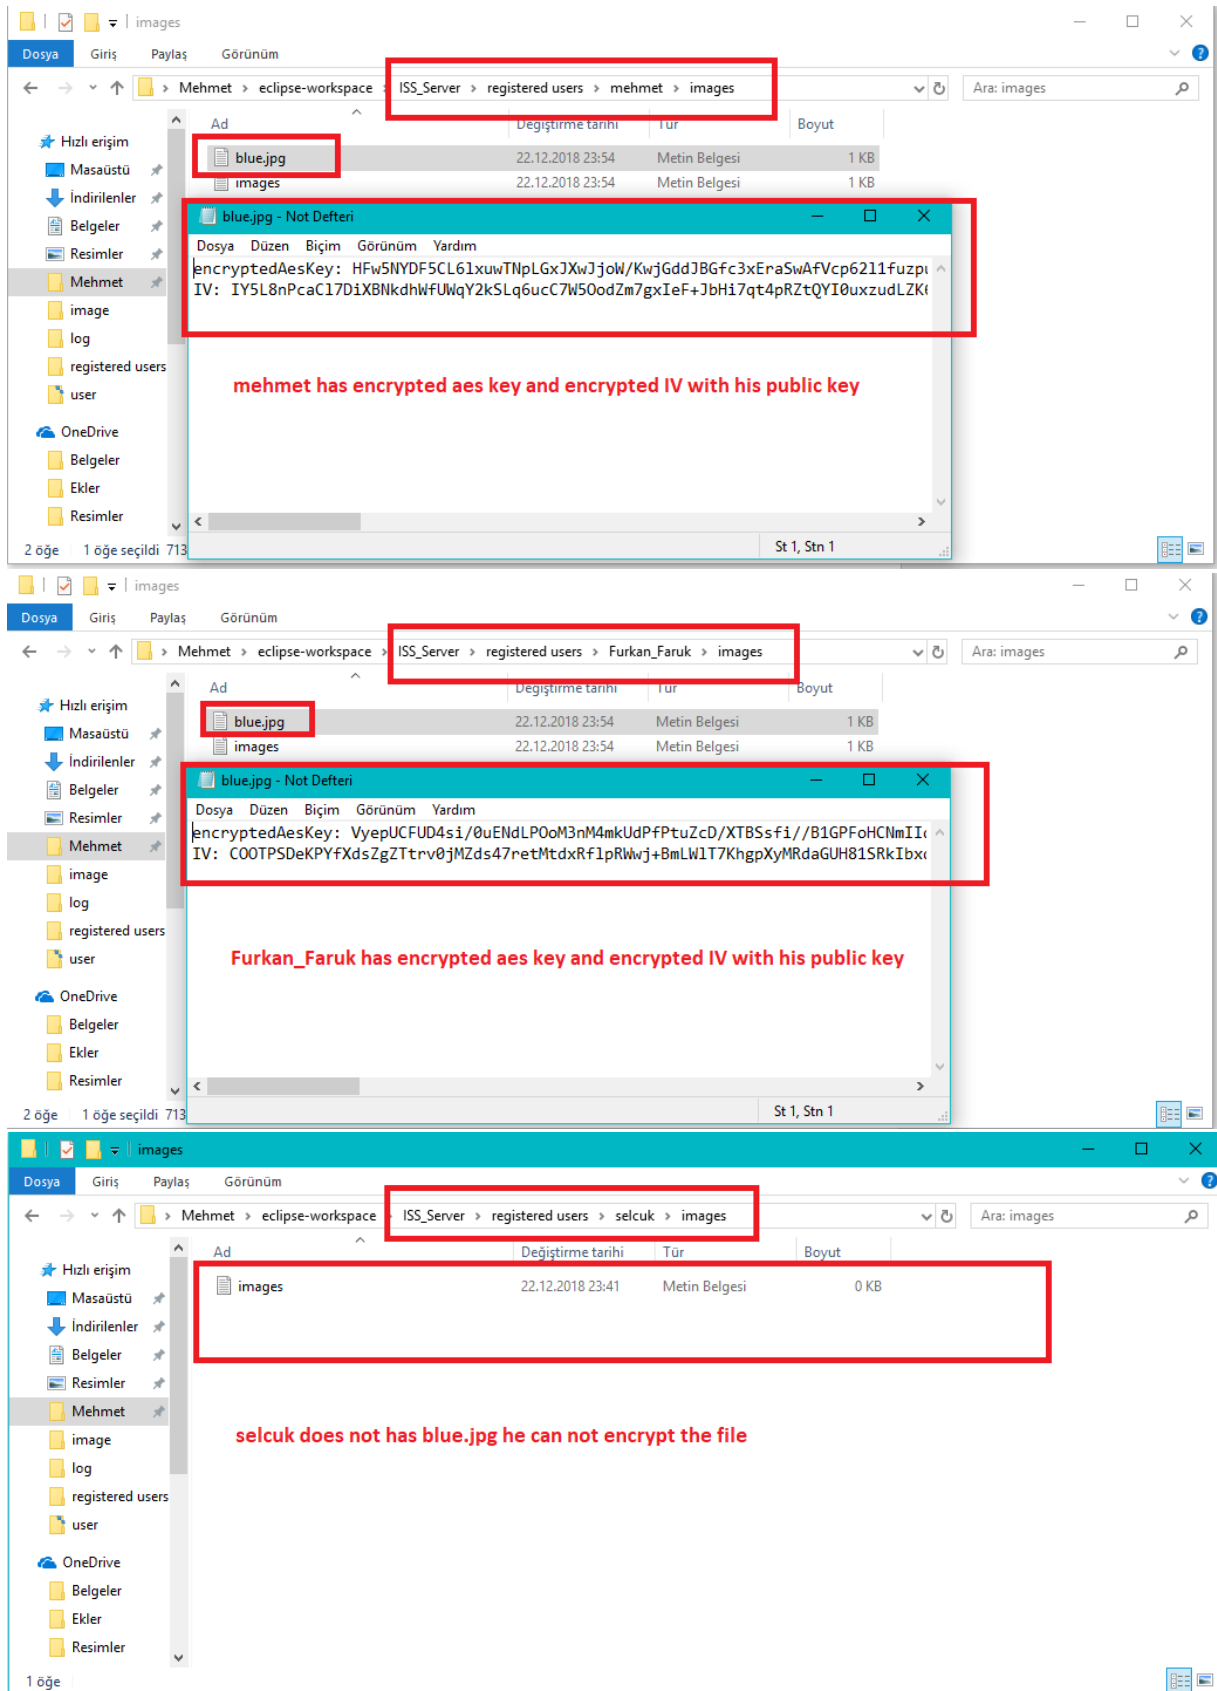 images
Dosya Giriş Paylaş Görünüm
Mehmet > eclipse-workspace > ISS_Server > registered users > mehmet > images
Ara: images
Ad Değiştirme tarihi Tür Boyut
Hızlı erişim
Masaüstü
İndirilenler
Belgeler
Resimler
Mehmet
image
log
registered users
user
OneDrive
Belgeler
Ekler
Resimler
blue.jpg 22.12.2018 23:54 Metin Belgesi 1 KB
images 22.12.2018 23:54 Metin Belgesi 1 KB
blue.jpg - Not Defteri
Dosya Düzen Biçim Görünüm Yardım
encryptedAesKey: HFw5NYDF5CL6lxuwTNpLGxJXwJjoW/KwjGddJBGfc3xEraSwAfVcp62l1fuzpu
IV: IY5L8nPcaCl7DiXBNkdhWfUWqY2kSLq6ucC7W5OodZm7gxIeF+JbHi7qt4pRZtQYI0uxzudLZK
mehmet has encrypted aes key and encrypted IV with his public key
St 1, Stn 1
2 öğe 1 öğe seçildi 713
images
Dosya Giriş Paylaş Görünüm
Mehmet > eclipse-workspace > ISS_Server > registered users > Furkan_Faruk > images
Ara: images
Ad Değiştirme tarihi Tür Boyut
Hızlı erişim
Masaüstü
İndirilenler
Belgeler
Resimler
Mehmet
image
log
registered users
user
OneDrive
Belgeler
Ekler
Resimler
blue.jpg 22.12.2018 23:54 Metin Belgesi 1 KB
images 22.12.2018 23:54 Metin Belgesi 1 KB
blue.jpg - Not Defteri
Dosya Düzen Biçim Görünüm Yardım
encryptedAesKey: VyepUCFUD4si/0uENdLPOoM3nM4mkUdPfPtuZcD/XTBSsfi//B1GPFoHCNmII
IV: COOTPSDeKPYfXdsZgZTtrv0jMZds47retMtdxRflpRWwj+BmLWlT7KhgpXyMRdaGUH81SRkIbx
Furkan_Faruk has encrypted aes key and encrypted IV with his public key
St 1, Stn 1
2 öğe 1 öğe seçildi 713
images
Dosya Giriş Paylaş Görünüm
Mehmet > eclipse-workspace > ISS_Server > registered users > selcuk > images
Ara: images
Ad Değiştirme tarihi Tür Boyut
Hızlı erişim
Masaüstü
İndirilenler
Belgeler
Resimler
Mehmet
image
log
registered users
user
OneDrive
Belgeler
Ekler
Resimler
images 22.12.2018 23:41 Metin Belgesi 0 KB
selcuk does not has blue.jpg he can not encrypt the file
1 öğe